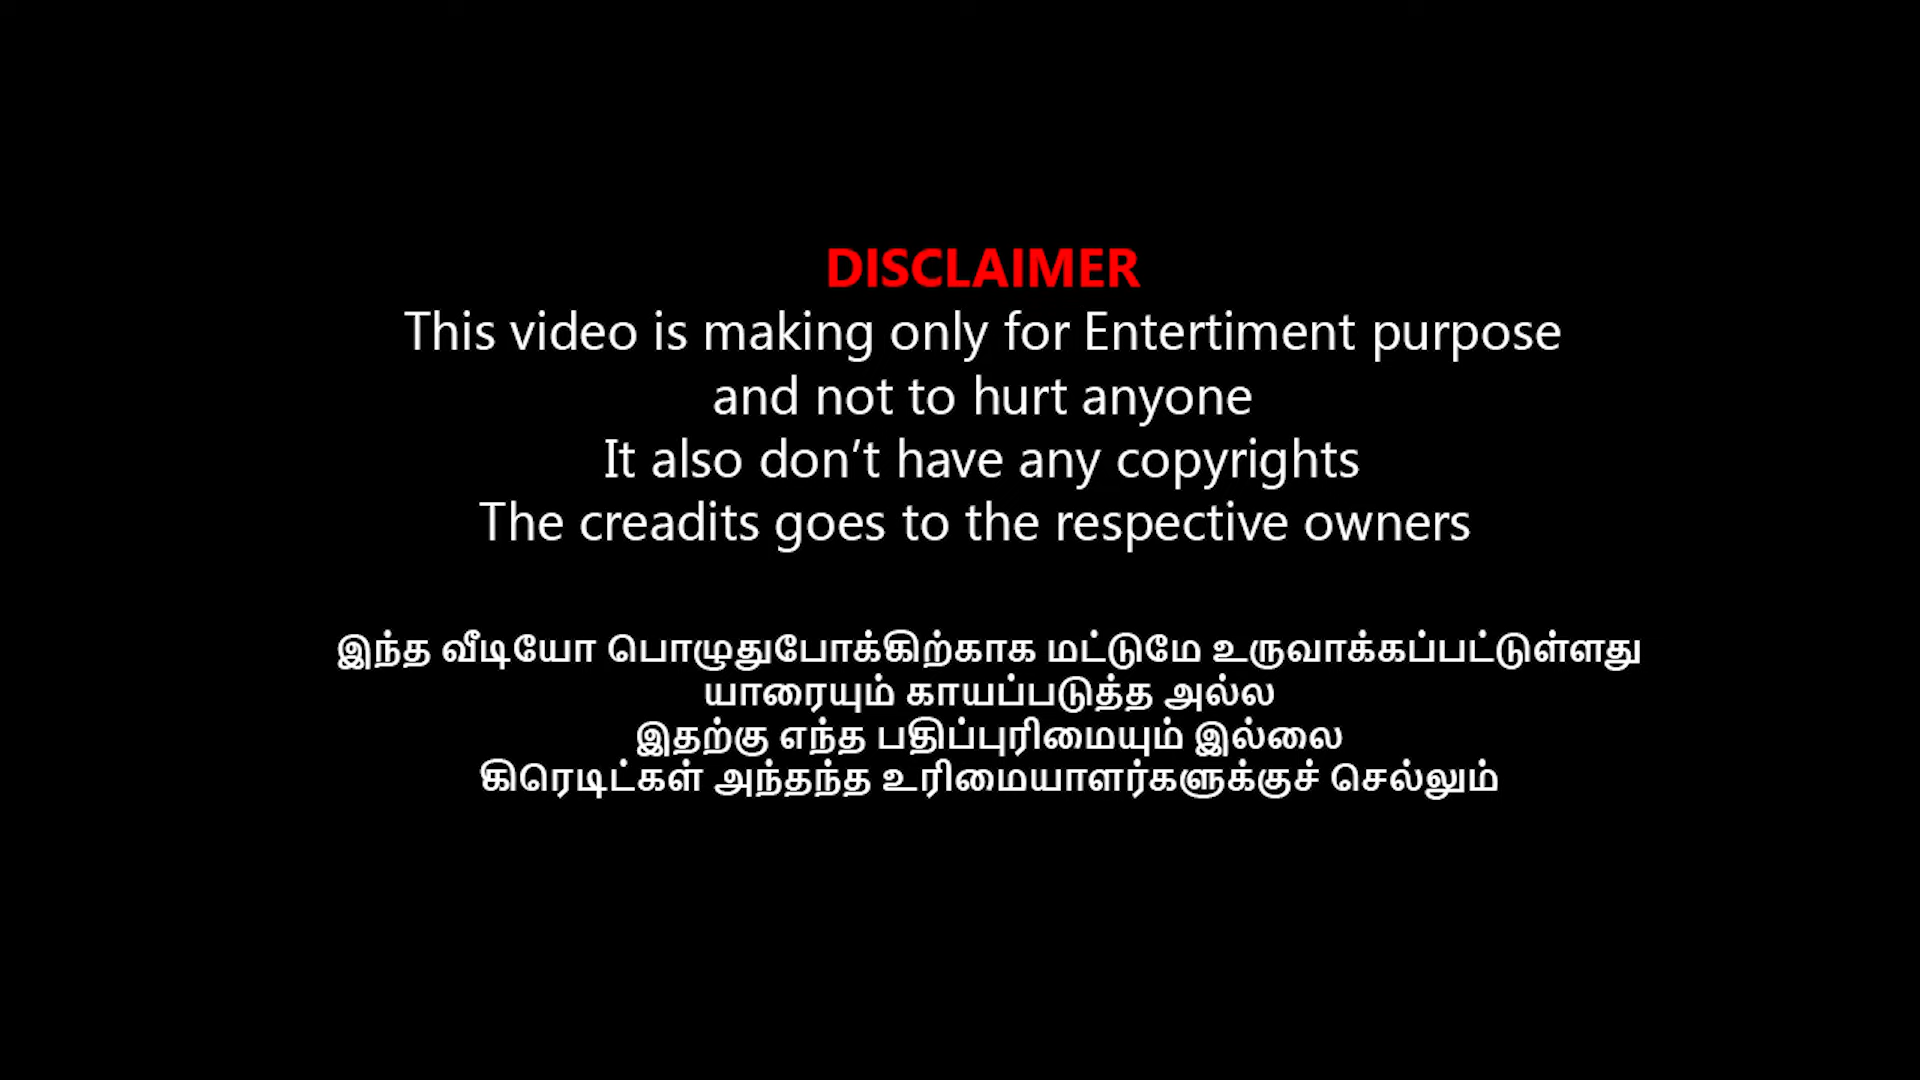 DISCLAIMER
This video is making only for Entertiment purpose
and not to hurt anyone
It also don’t have any copyrights
The creadits goes to the respective owners
இந்த வீடியோ பொழுதுபோக்கிற்காக மட்டுமே உருவாக்கப்பட்டுள்ளது
யாரையும் காயப்படுத்த அல்ல
இதற்கு எந்த பதிப்புரிமையும் இல்லை
கிரெடிட்கள் அந்தந்த உரிமையாளர்களுக்குச் செல்லும்